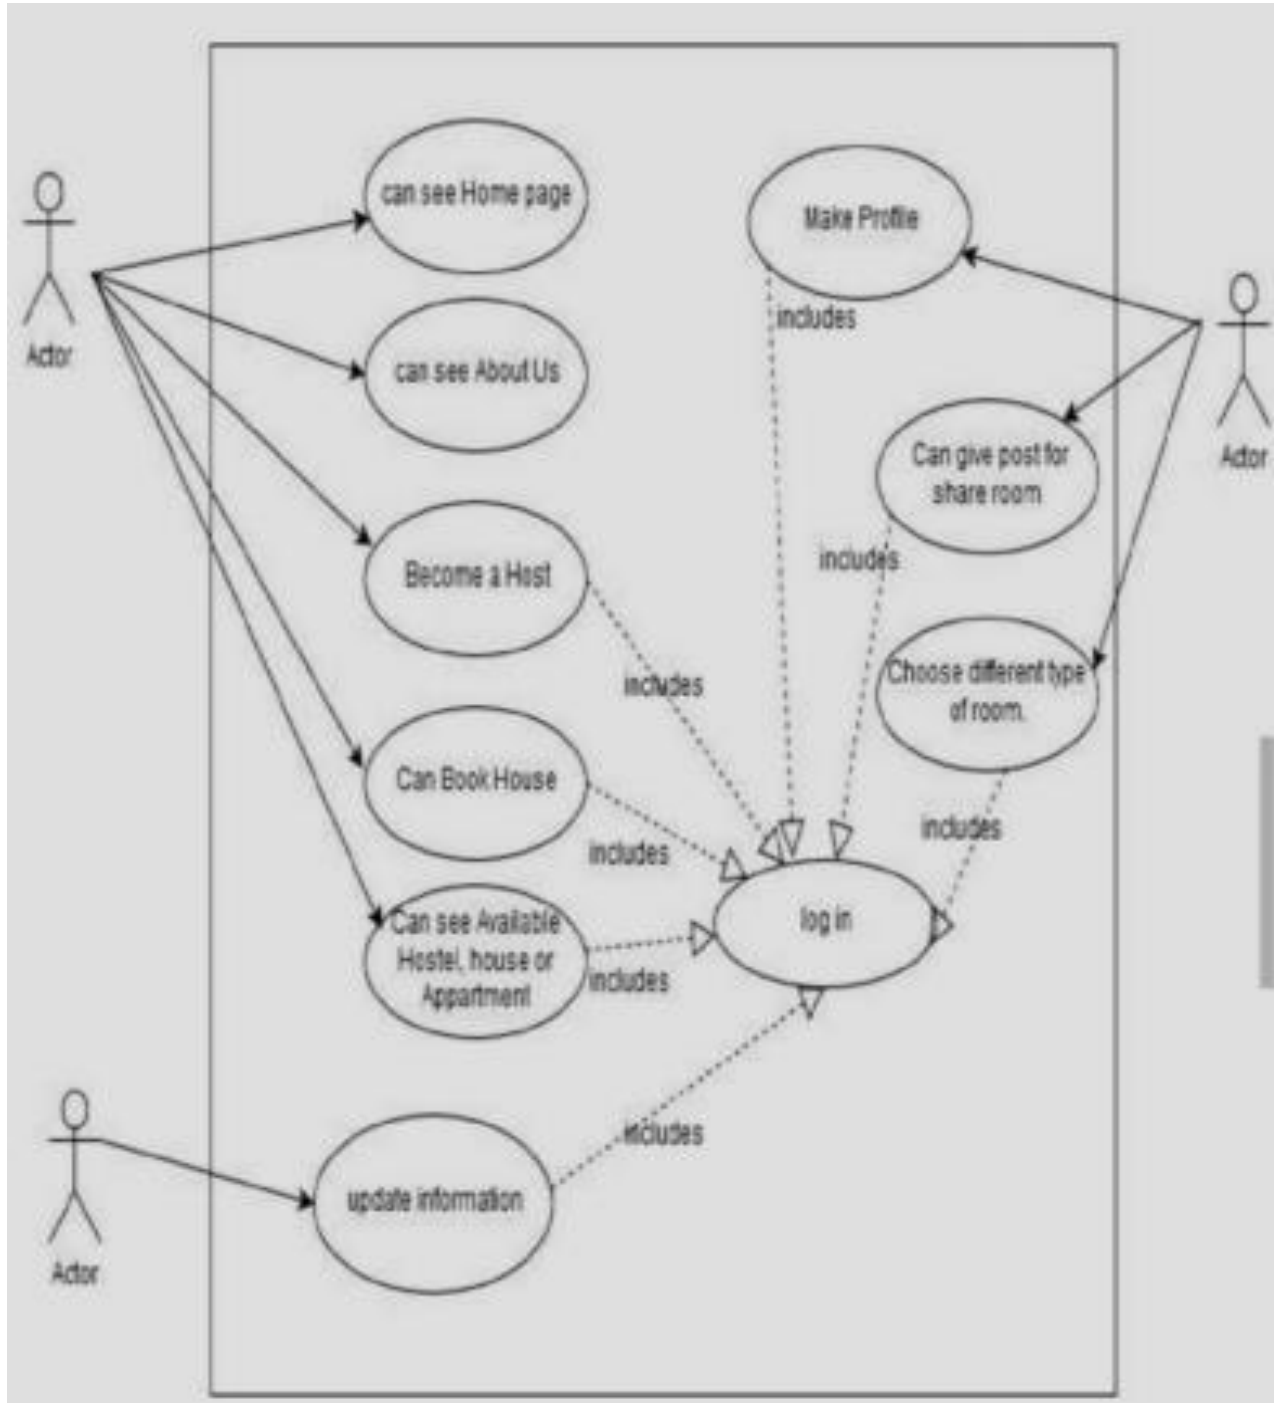 can see Home page
Make Profile
includes
Actor
can see About Us
Actor
Can give post for
share room
includes
Become a Host
includes
Choose different type
of room.
Can Book House
includes
includes
Can see Available
Hostel, house or
Appartment
log in
includes
includes
update information
Actor